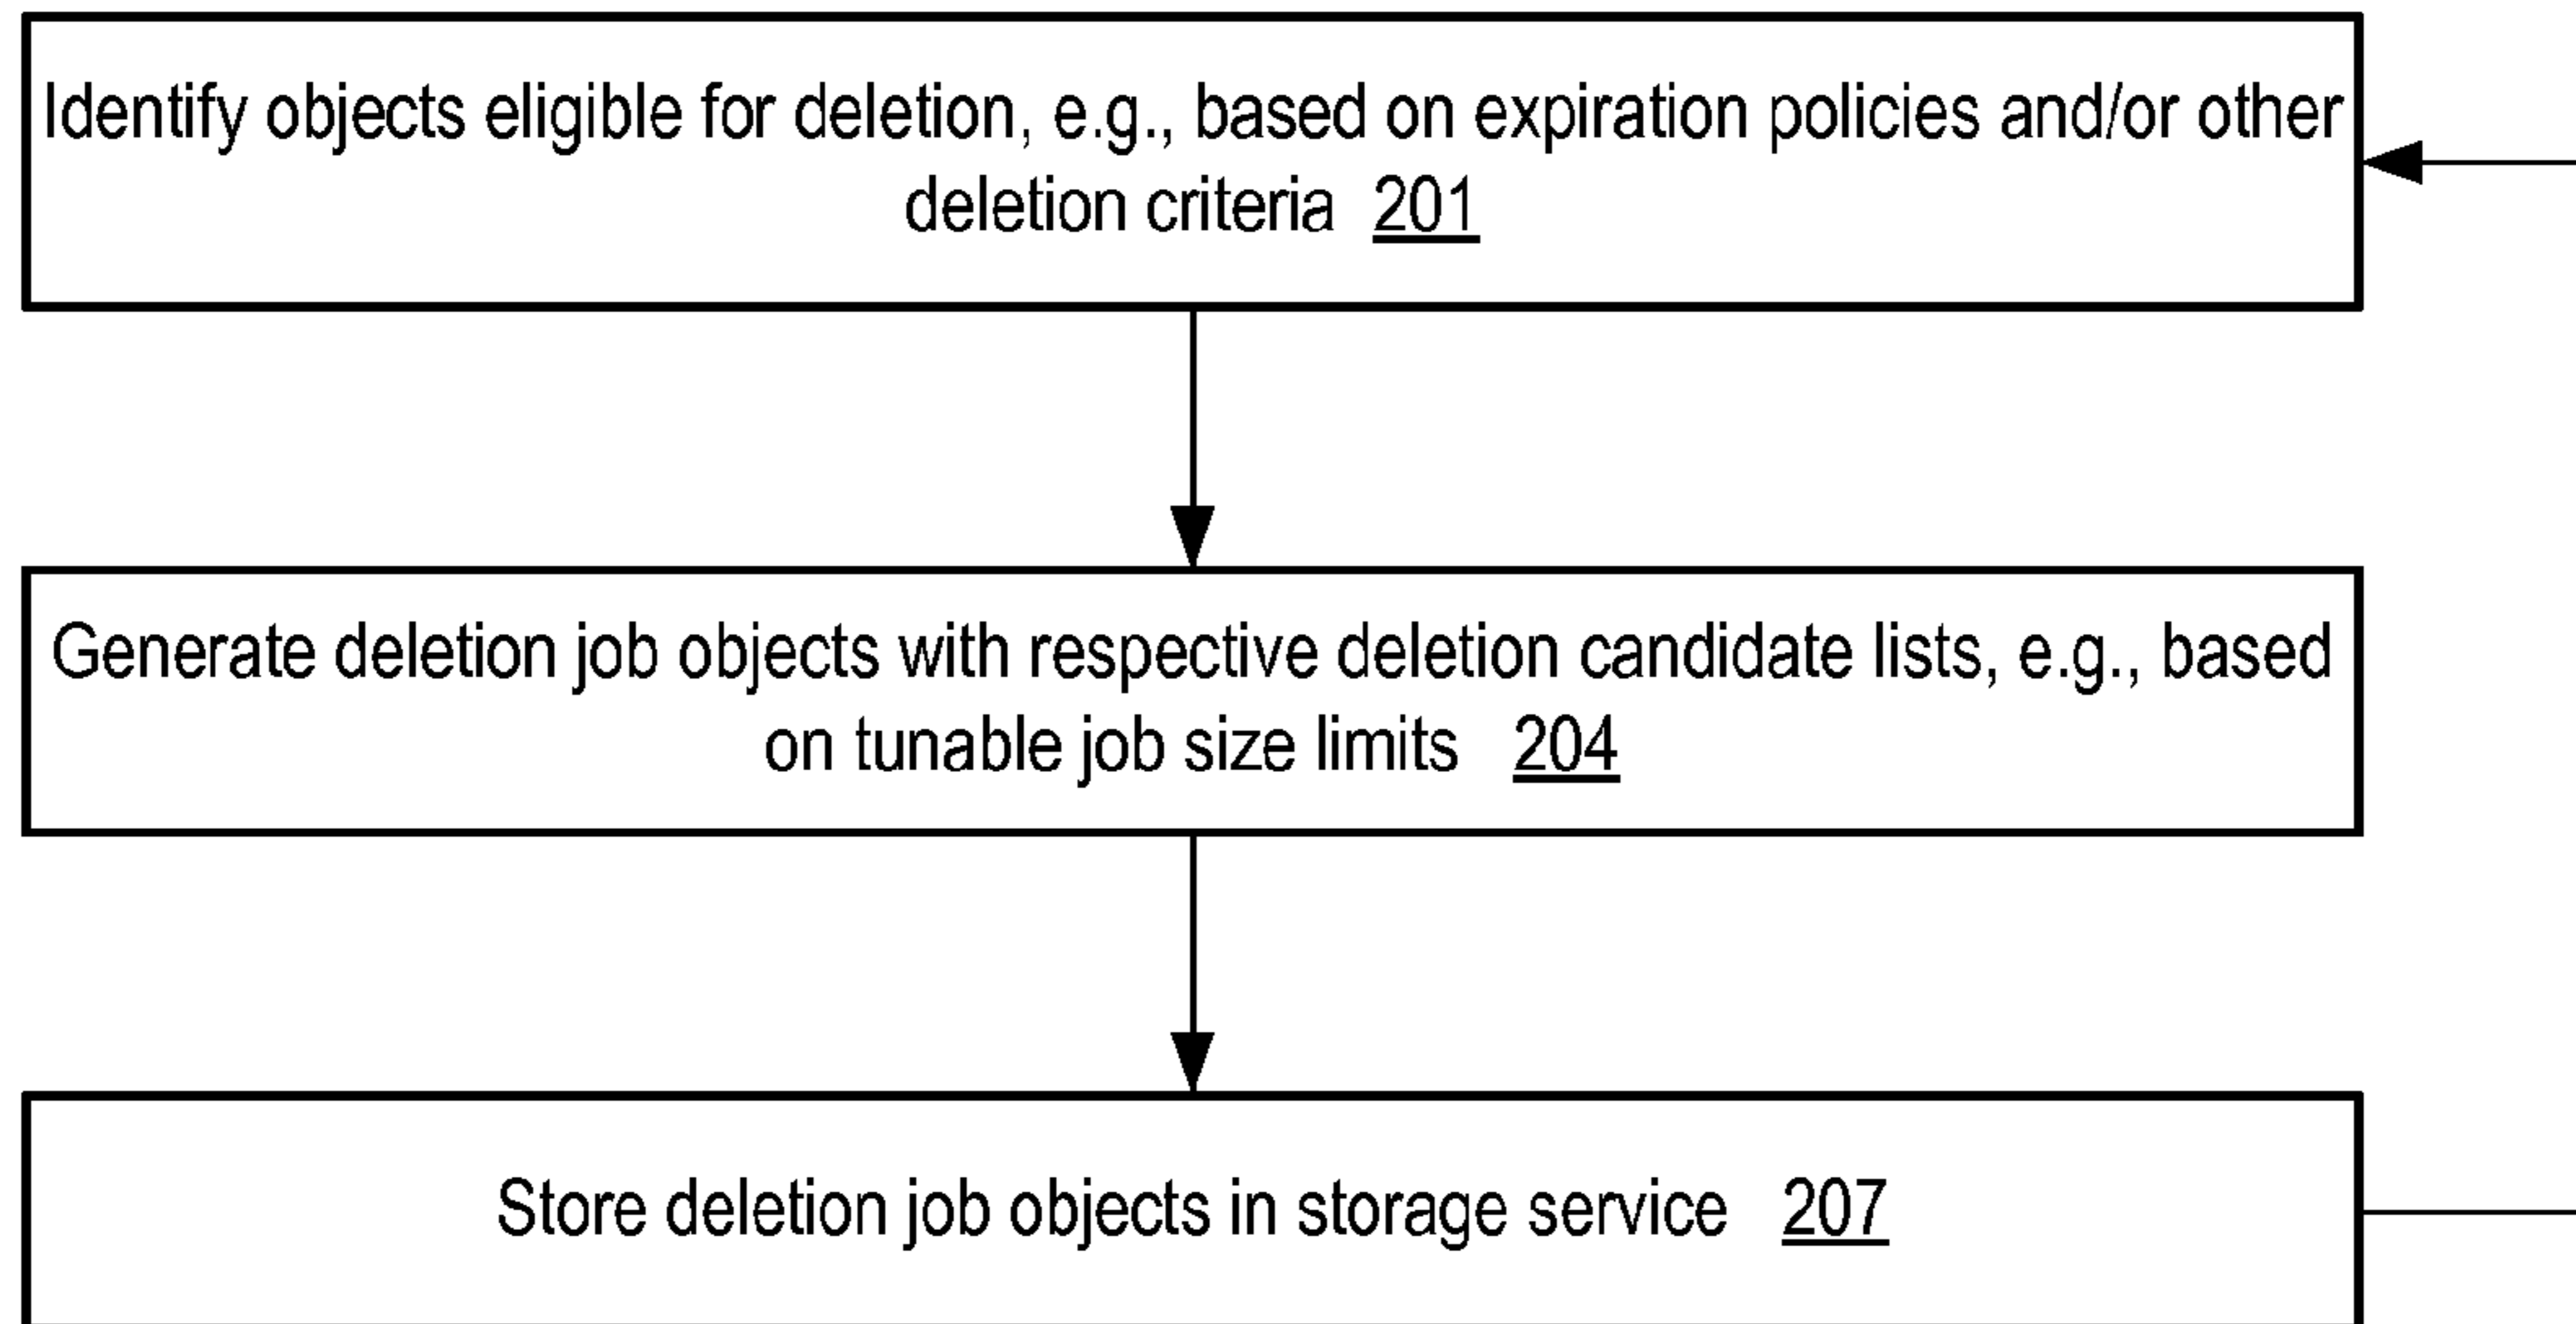 Identify objects eligible for deletion, e.g., based on expiration policies and/or other
deletion criteria 201
Generate deletion job objects with respective deletion candidate lists, e.g., based
on tunable job size limits 204
Store deletion job objects in storage service 207